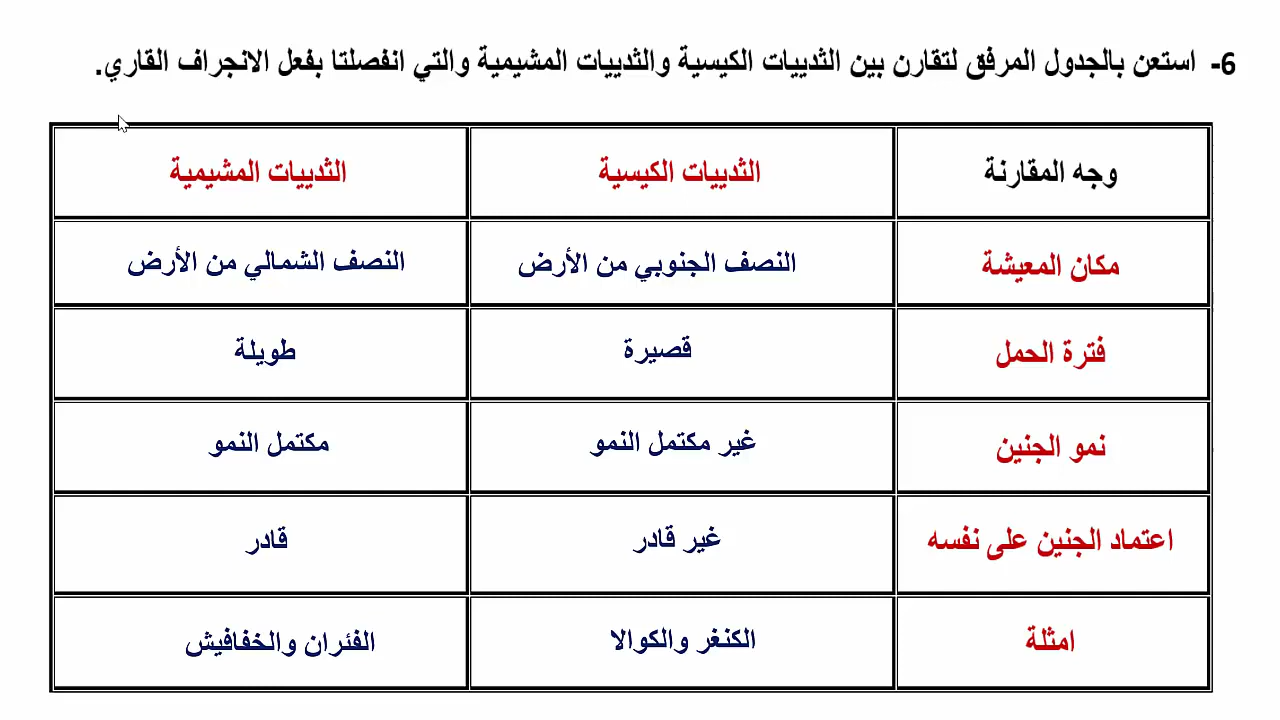 6- استعن بالجدول المرفق لتقارن بين الثدييات الكيسية والثدييات المشيمية والتي انفصلتا بفعل الانجراف القاري.
وجه المقارنة
الثدييات الكيسية
الثدييات المشيمية
مكان المعيشة
النصف الجنوبي من الأرض
النصف الشمالي من الأرض
فترة الحمل
قصيرة
طويلة
نمو الجنين
غير مكتمل النمو
مكتمل النمو
اعتماد الجنين على نفسه
غير قادر
قادر
امثلة
الكنغر والكوالا
الفئران والخفافيش